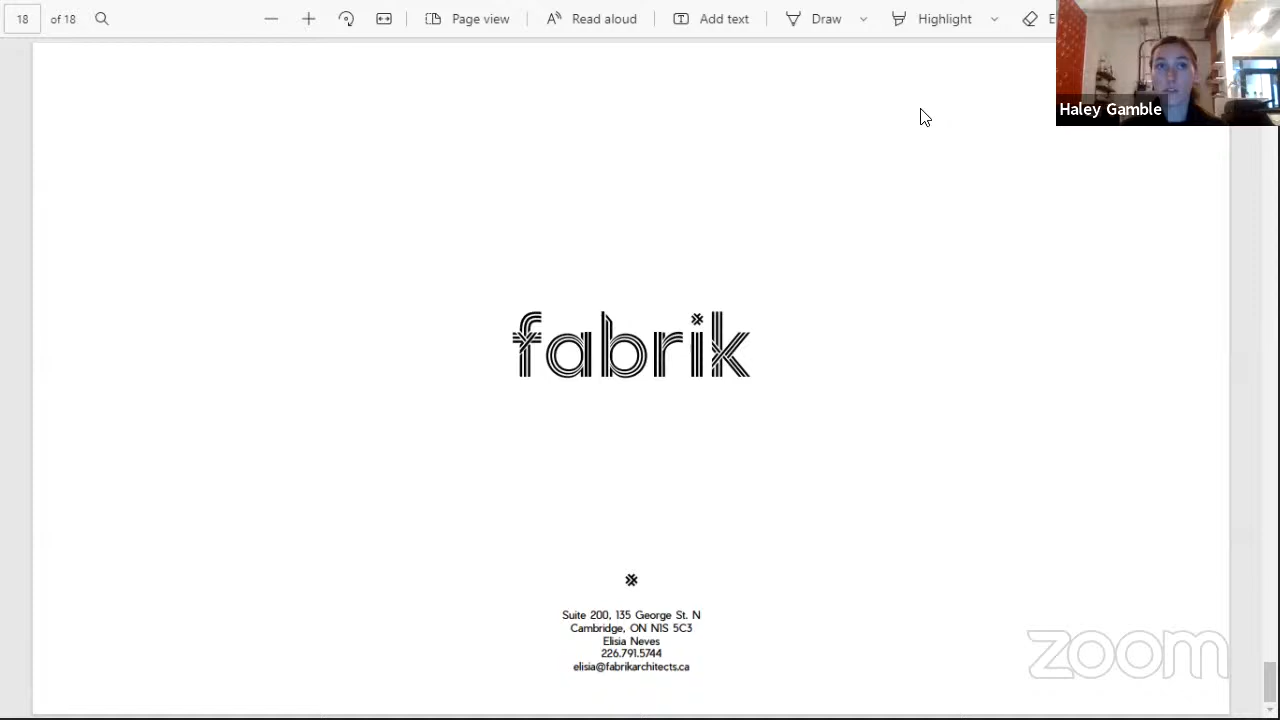 18 of 18 Page view Read aloud Add text Draw Highlight
Haley Gamble
fabrik
Suite 200, 135 George St. N
Cambridge, ON N1S 5C3
Elisia Neves
226.791.5744
elisia@fabrikarchitects.ca
zoom